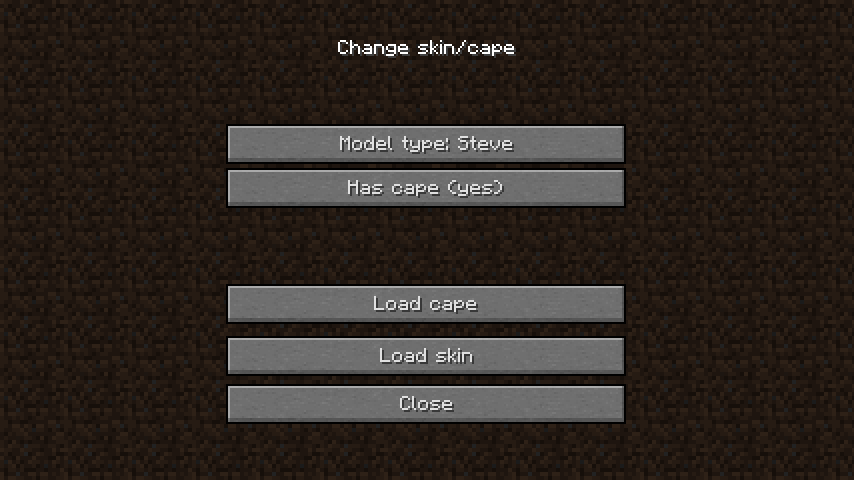 Change skin/cape
Model type: Steve
Has cape (yes)
Load cape
Load skin
Close